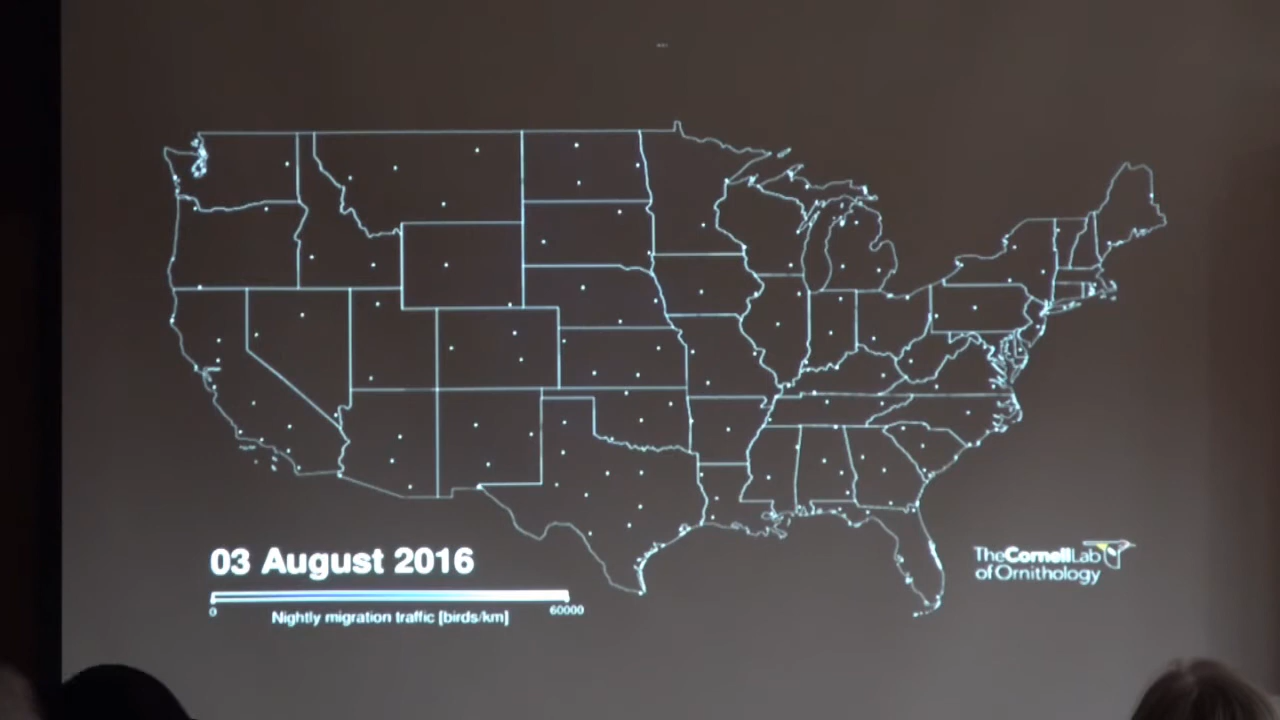 03 August 2016
0
60000
Nightly migration traffic [birds/km]
TheCornellLab
of Ornithology